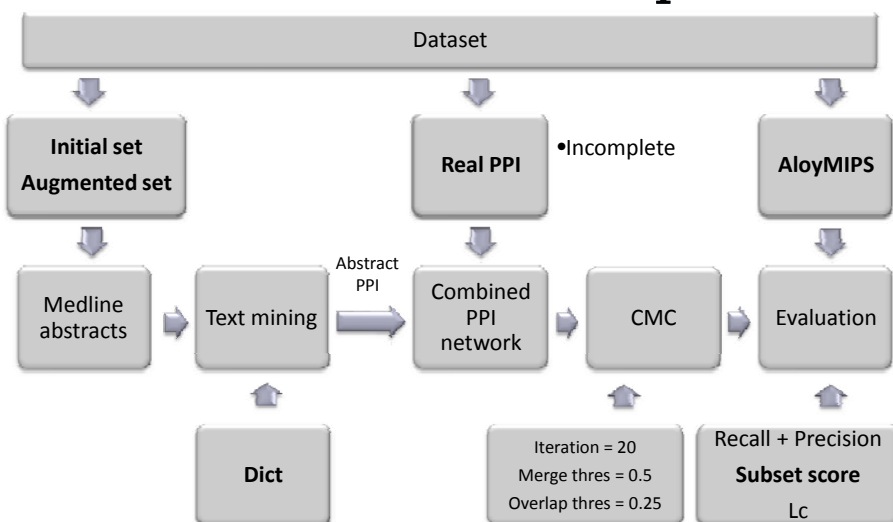 Dataset
Initial set
Augmented set
Real PPI
•Incomplete
AloyMIPS
Medline
abstracts
Text mining
Abstract
PPI
Combined
PPI
network
CMC
Evaluation
Dict
Iteration = 20
Merge thres = 0.5
Overlap thres = 0.25
Recall + Precision
Subset score
Lc